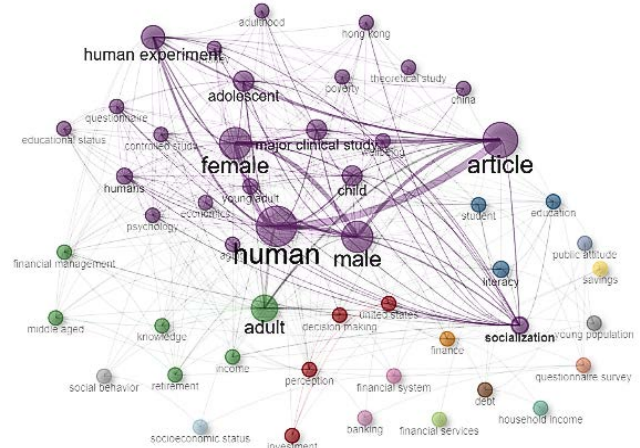 adulthood
hong kong
human experiment
theoretical study
adolescent
poverty
china
questionnaire
educational status
controlled study
major clinical study
wellbeing
female
article
humans
child
young adult
economics
psychology
student
education
human
male
public attitude
financial management
literacy
savings
middle aged
adult
united states
decision making
knowledge
socialization
young population
finance
income
perception
questionnaire survey
social behavior
retirement
financial system
debt
household income
socioeconomic status
banking
financial services
investment